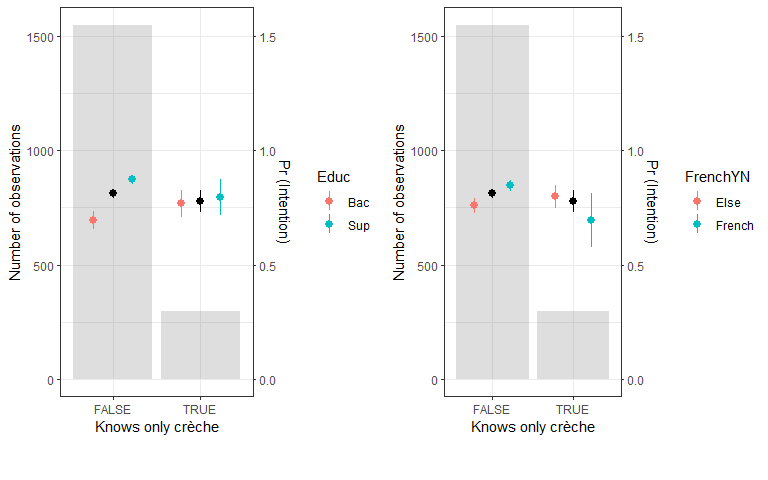 1500
1000
500
0
Number of observations
1.5
1.0
0.5
0.0
Pr (Intention)
FALSE TRUE
Knows only crèche
Educ
Bac
Sup
1500
1000
500
0
Number of observations
1.5
1.0
0.5
0.0
Pr (Intention)
FALSE TRUE
Knows only crèche
FrenchYN
Else
French